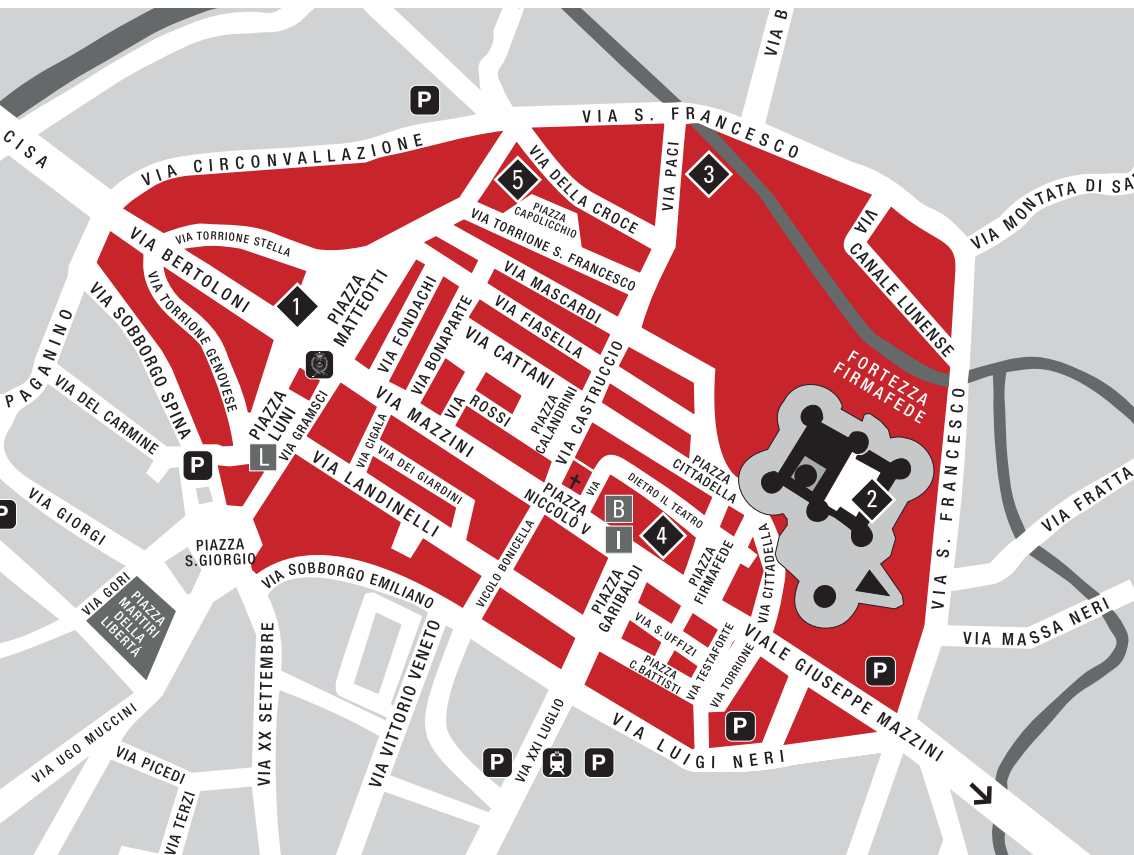 VIA B
P
VIA S. FRANCESCO
CISA
VIA CIRCONVALLAZIONE
VIA PACI
3
5
VIA DELLA CROCE
VIA MONTATA DI SA
PIAZZA
CAPOLICCHIO
VIA
CANALE LUNENSE
VIA TORRIONE STELLA
VIA BERTOLONI
VIA TORRIONE S. FRANCESCO
VIA MASCARDI
VIA TORRIONE GENOVESE
VIA SOBBORGO SPINA
1
PIAZZA
MATTEOTTI
VIA FONDACHI
VIA BONAPARTE
VIA FIASELLA
VIA CATTANI
PAGANINO
FORTEZZA
FIRMAFEDE
VIA DEL CARMINE
PIAZZA
LUNI
VIA GRAMSCI
VIA MAZZINI
VIA ROSSI
PIAZZA
CALANDRINI
VIA CASTRUCCIO
VIA CIGALA
VIA DEI GIARDINI
VIA LANDINELLI
L
P
P
PIAZZA
CITTADELLA
VIA
DIETRO IL TEATRO
PIAZZA
NICCOLÒ V
B
I
4
2
VIA S. FRANCESCO
VIA FRATTA
VIA GIORGI
PIAZZA
S.GIORGIO
VIA SOBBORGO EMILIANO
VICOLO BONICELLA
PIAZZA
GARIBALDI
PIAZZA
FIRMAFEDE
VIA CITTADELLA
VIA GORI
PIAZZA
MARTIRI
DELLA
LIBERTÀ
VIA S.UFFIZI
PIAZZA
C.BATTISTI
VIA TESTAFORTE
VIA TORRIONE
VIALE GIUSEPPE MAZZINI
VIA MASSA NERI
P
P
VIA XX SETTEMBRE
VIA VITTORIO VENETO
VIA XXI LUGLIO
VIA LUIGI NERI
VIA UGO MUCCINI
VIA PICEDI
VIA TERZI
P
P